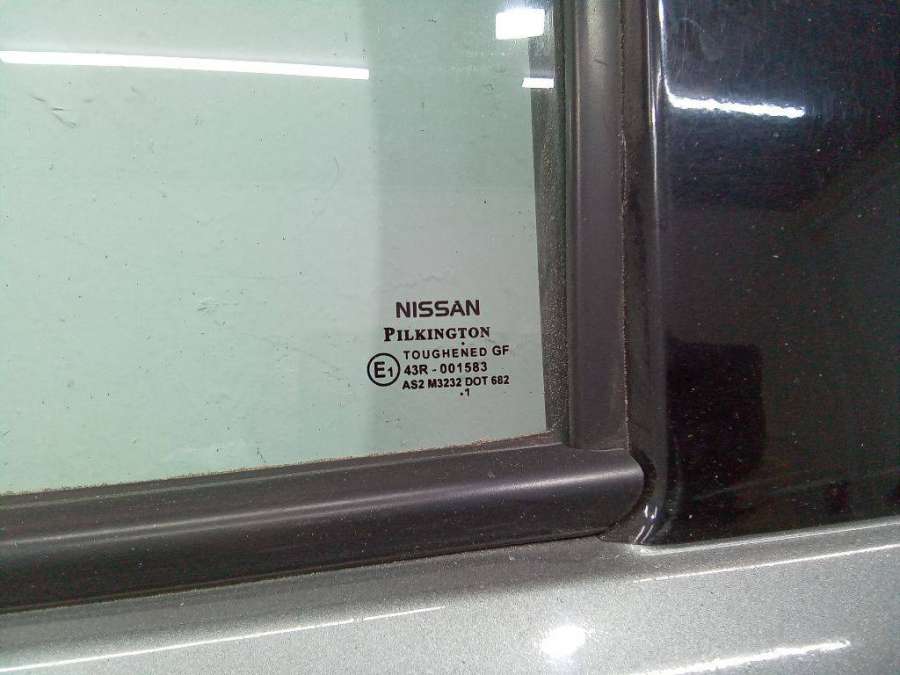 NISSAN
PILKINGTON
TOUGHENED GF
E1 43R - 001583
AS2 M3232 DOT 682
.1